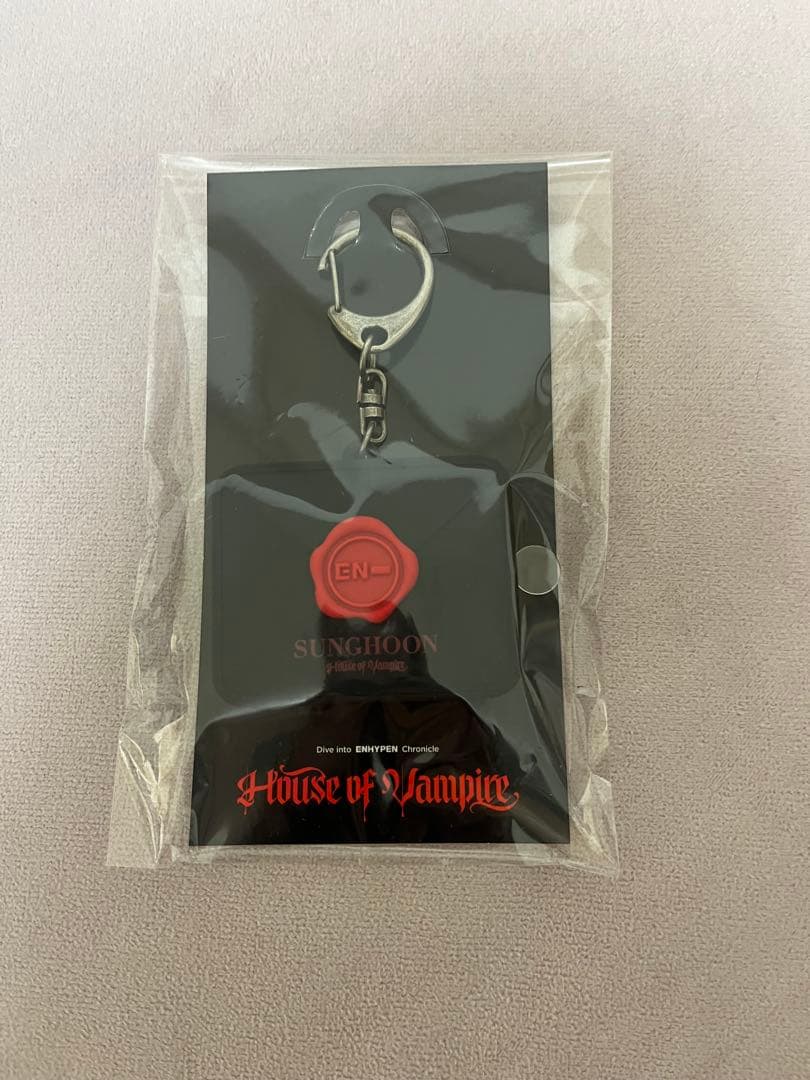 EN-
SUNGHOON
House of Vampire
Dive into ENHYPEN Chronicle
House of Vampire